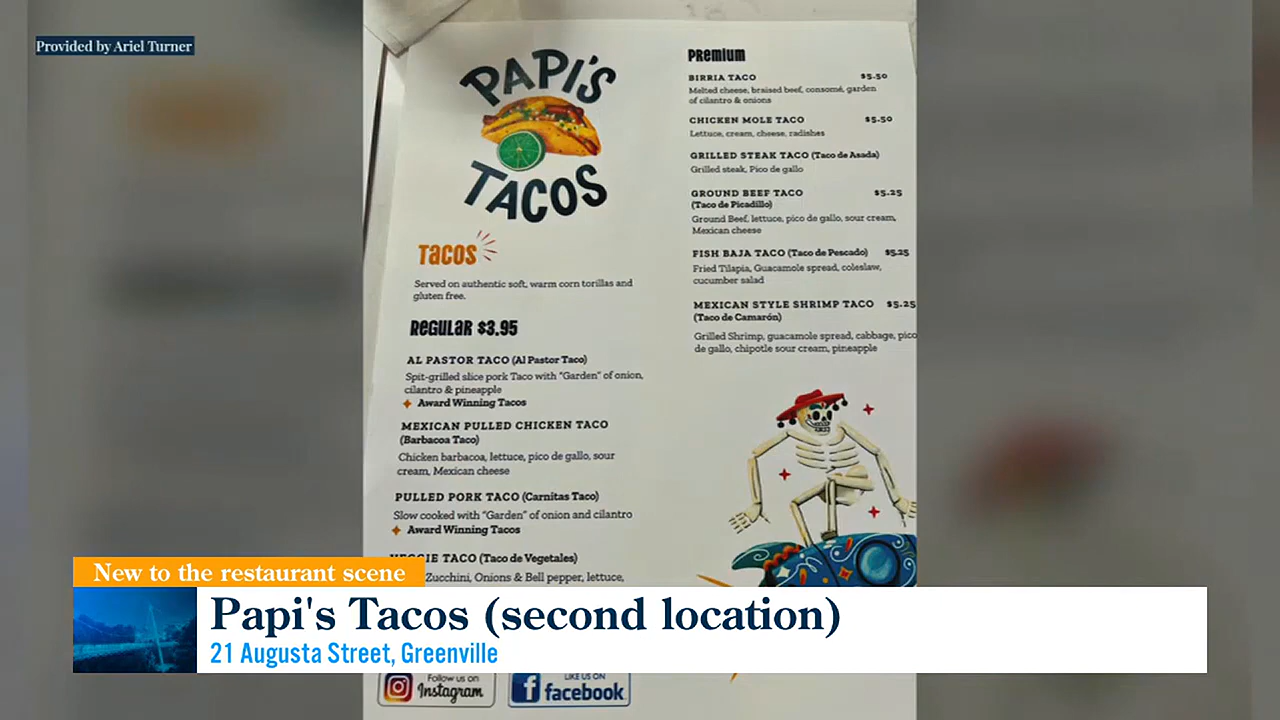 Provided by Ariel Turner
PAPI'S
TACOS
Tacos
Served on authentic soft, warm corn torillas and
gluten free.
Regular $3.95
AL PASTOR TACO (Al Pastor Taco)
Spit-grilled slice pork Taco with "Garden" of onion,
cilantro & pineapple
Award Winning Tacos
MEXICAN PULLED CHICKEN TACO
(Barbacoa Taco)
Chicken barbacoa, lettuce, pico de gallo, sour
cream, Mexican cheese
PULLED PORK TACO (Carnitas Taco)
Slow cooked with "Garden" of onion and cilantro
Award Winning Tacos
VEGGIE TACO (Taco de Vegetales)
Zucchini, Onions & Bell pepper, lettuce,
Premium
BIRRIA TACO $5.50
Melted cheese, braised beef, consomé, garden
of cilantro & onions
CHICKEN MOLE TACO $5.50
Lettuce, cream, cheese, radishes
GRILLED STEAK TACO (Taco de Asada)
Grilled steak, Pico de gallo
GROUND BEEF TACO $5.25
(Taco de Picadillo)
Ground Beef, lettuce, pico de gallo, sour cream,
Mexican cheese
FISH BAJA TACO (Taco de Pescado) $5.25
Fried Tilapia, Guacamole spread, coleslaw,
cucumber salad
MEXICAN STYLE SHRIMP TACO $5.25
(Taco de Camarón)
Grilled Shrimp, guacamole spread, cabbage, pico
de gallo, chipotle sour cream, pineapple
New to the restaurant scene
Papi's Tacos (second location)
21 Augusta Street, Greenville
Follow us on
Instagram
LIKE US ON
facebook